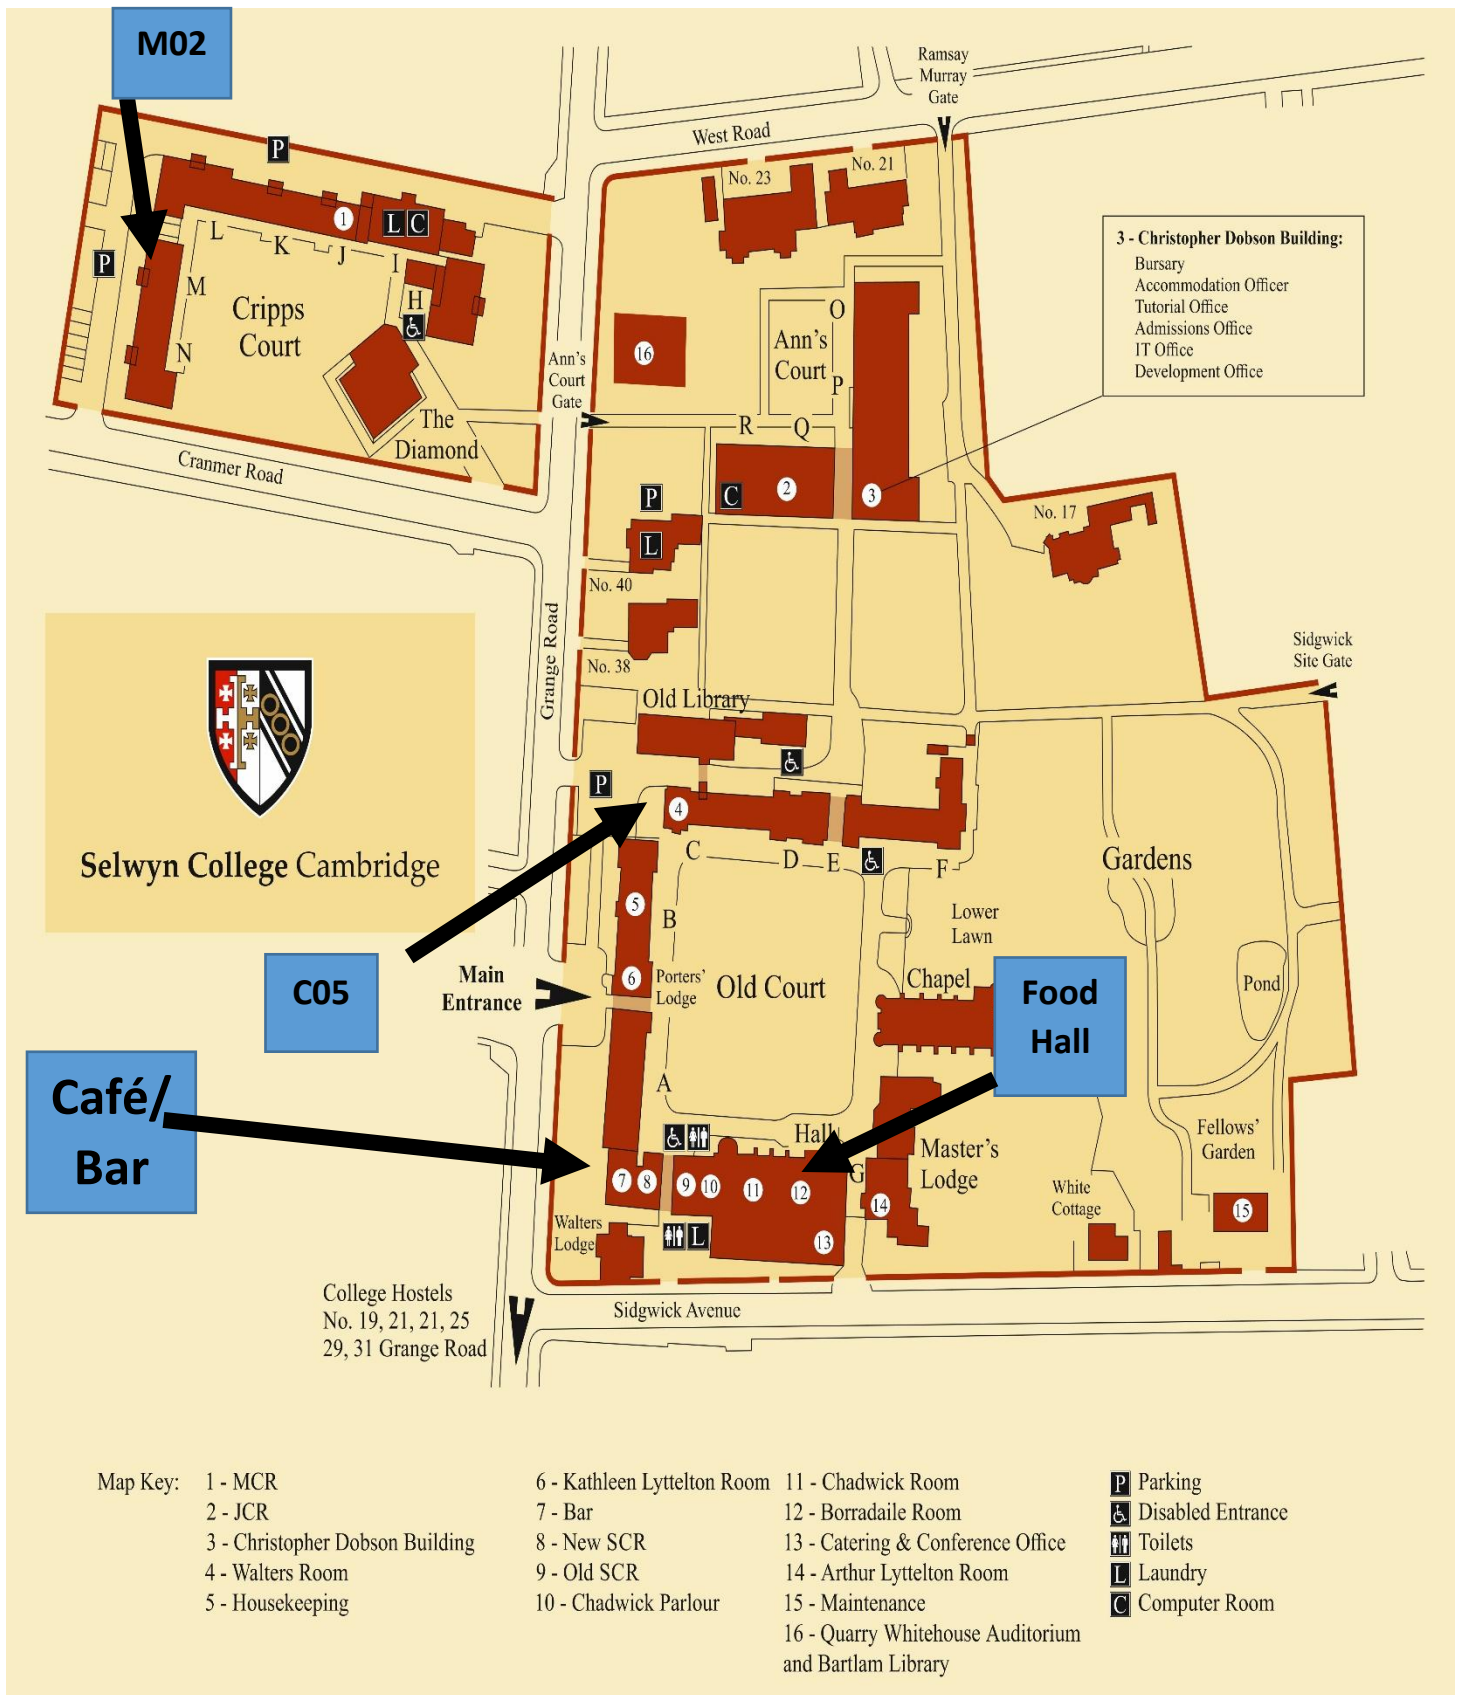 M02
Ramsay
Murray
Gate
West Road
No. 23
No. 21
P
1
L C
3 - Christopher Dobson Building:
Bursary
Accommodation Officer
Tutorial Office
Admissions Office
IT Office
Development Office
P
L
K
J
I
H
M
N
Cripps
Court
O
Ann's
Court
P
16
Ann's
Court
Gate
The
Diamond
R
Q
Cranmer Road
P
C
2
3
No. 17
L
No. 40
Grange Road
No. 38
Sidgwick
Site Gate
Old Library
P
4
C
D
E
F
Gardens
Selwyn College Cambridge
5
B
Lower
Lawn
C05
Main
Entrance
6
Porters'
Lodge
Old Court
Chapel
Food
Hall
Pond
Café/
Bar
A
Hall
G
Master's
Lodge
Fellows'
Garden
7
8
9
10
11
12
13
14
White
Cottage
15
Walters
Lodge
L
College Hostels
No. 19, 21, 21, 25
29, 31 Grange Road
Sidgwick Avenue
Map Key:
1 - MCR
2 - JCR
3 - Christopher Dobson Building
4 - Walters Room
5 - Housekeeping
6 - Kathleen Lyttelton Room
7 - Bar
8 - New SCR
9 - Old SCR
10 - Chadwick Parlour
11 - Chadwick Room
12 - Borradaile Room
13 - Catering & Conference Office
14 - Arthur Lyttelton Room
15 - Maintenance
16 - Quarry Whitehouse Auditorium
and Bartlam Library
P Parking
Disabled Entrance
Toilets
L Laundry
C Computer Room